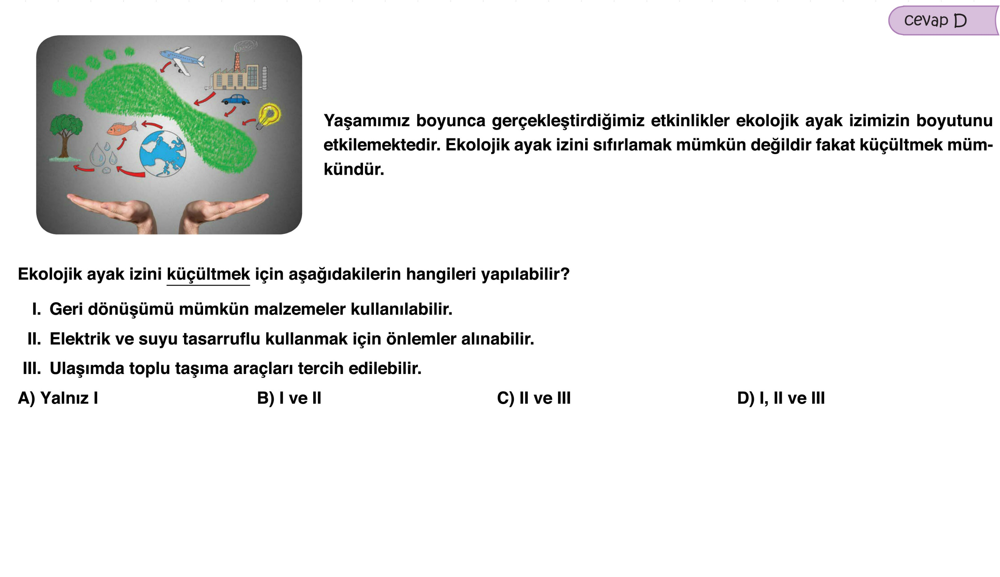 cevap D
Yaşamımız boyunca gerçekleştirdiğimiz etkinlikler ekolojik ayak izimizin boyutunu
etkilemektedir. Ekolojik ayak izini sıfırlamak mümkün değildir fakat küçültmek müm-
kündür.
Ekolojik ayak izini küçültmek için aşağıdakilerin hangileri yapılabilir?
I. Geri dönüşümü mümkün malzemeler kullanılabilir.
II. Elektrik ve suyu tasarruflu kullanmak için önlemler alınabilir.
III. Ulaşımda toplu taşıma araçları tercih edilebilir.
A) Yalnız I B) I ve II C) II ve III D) I, II ve III